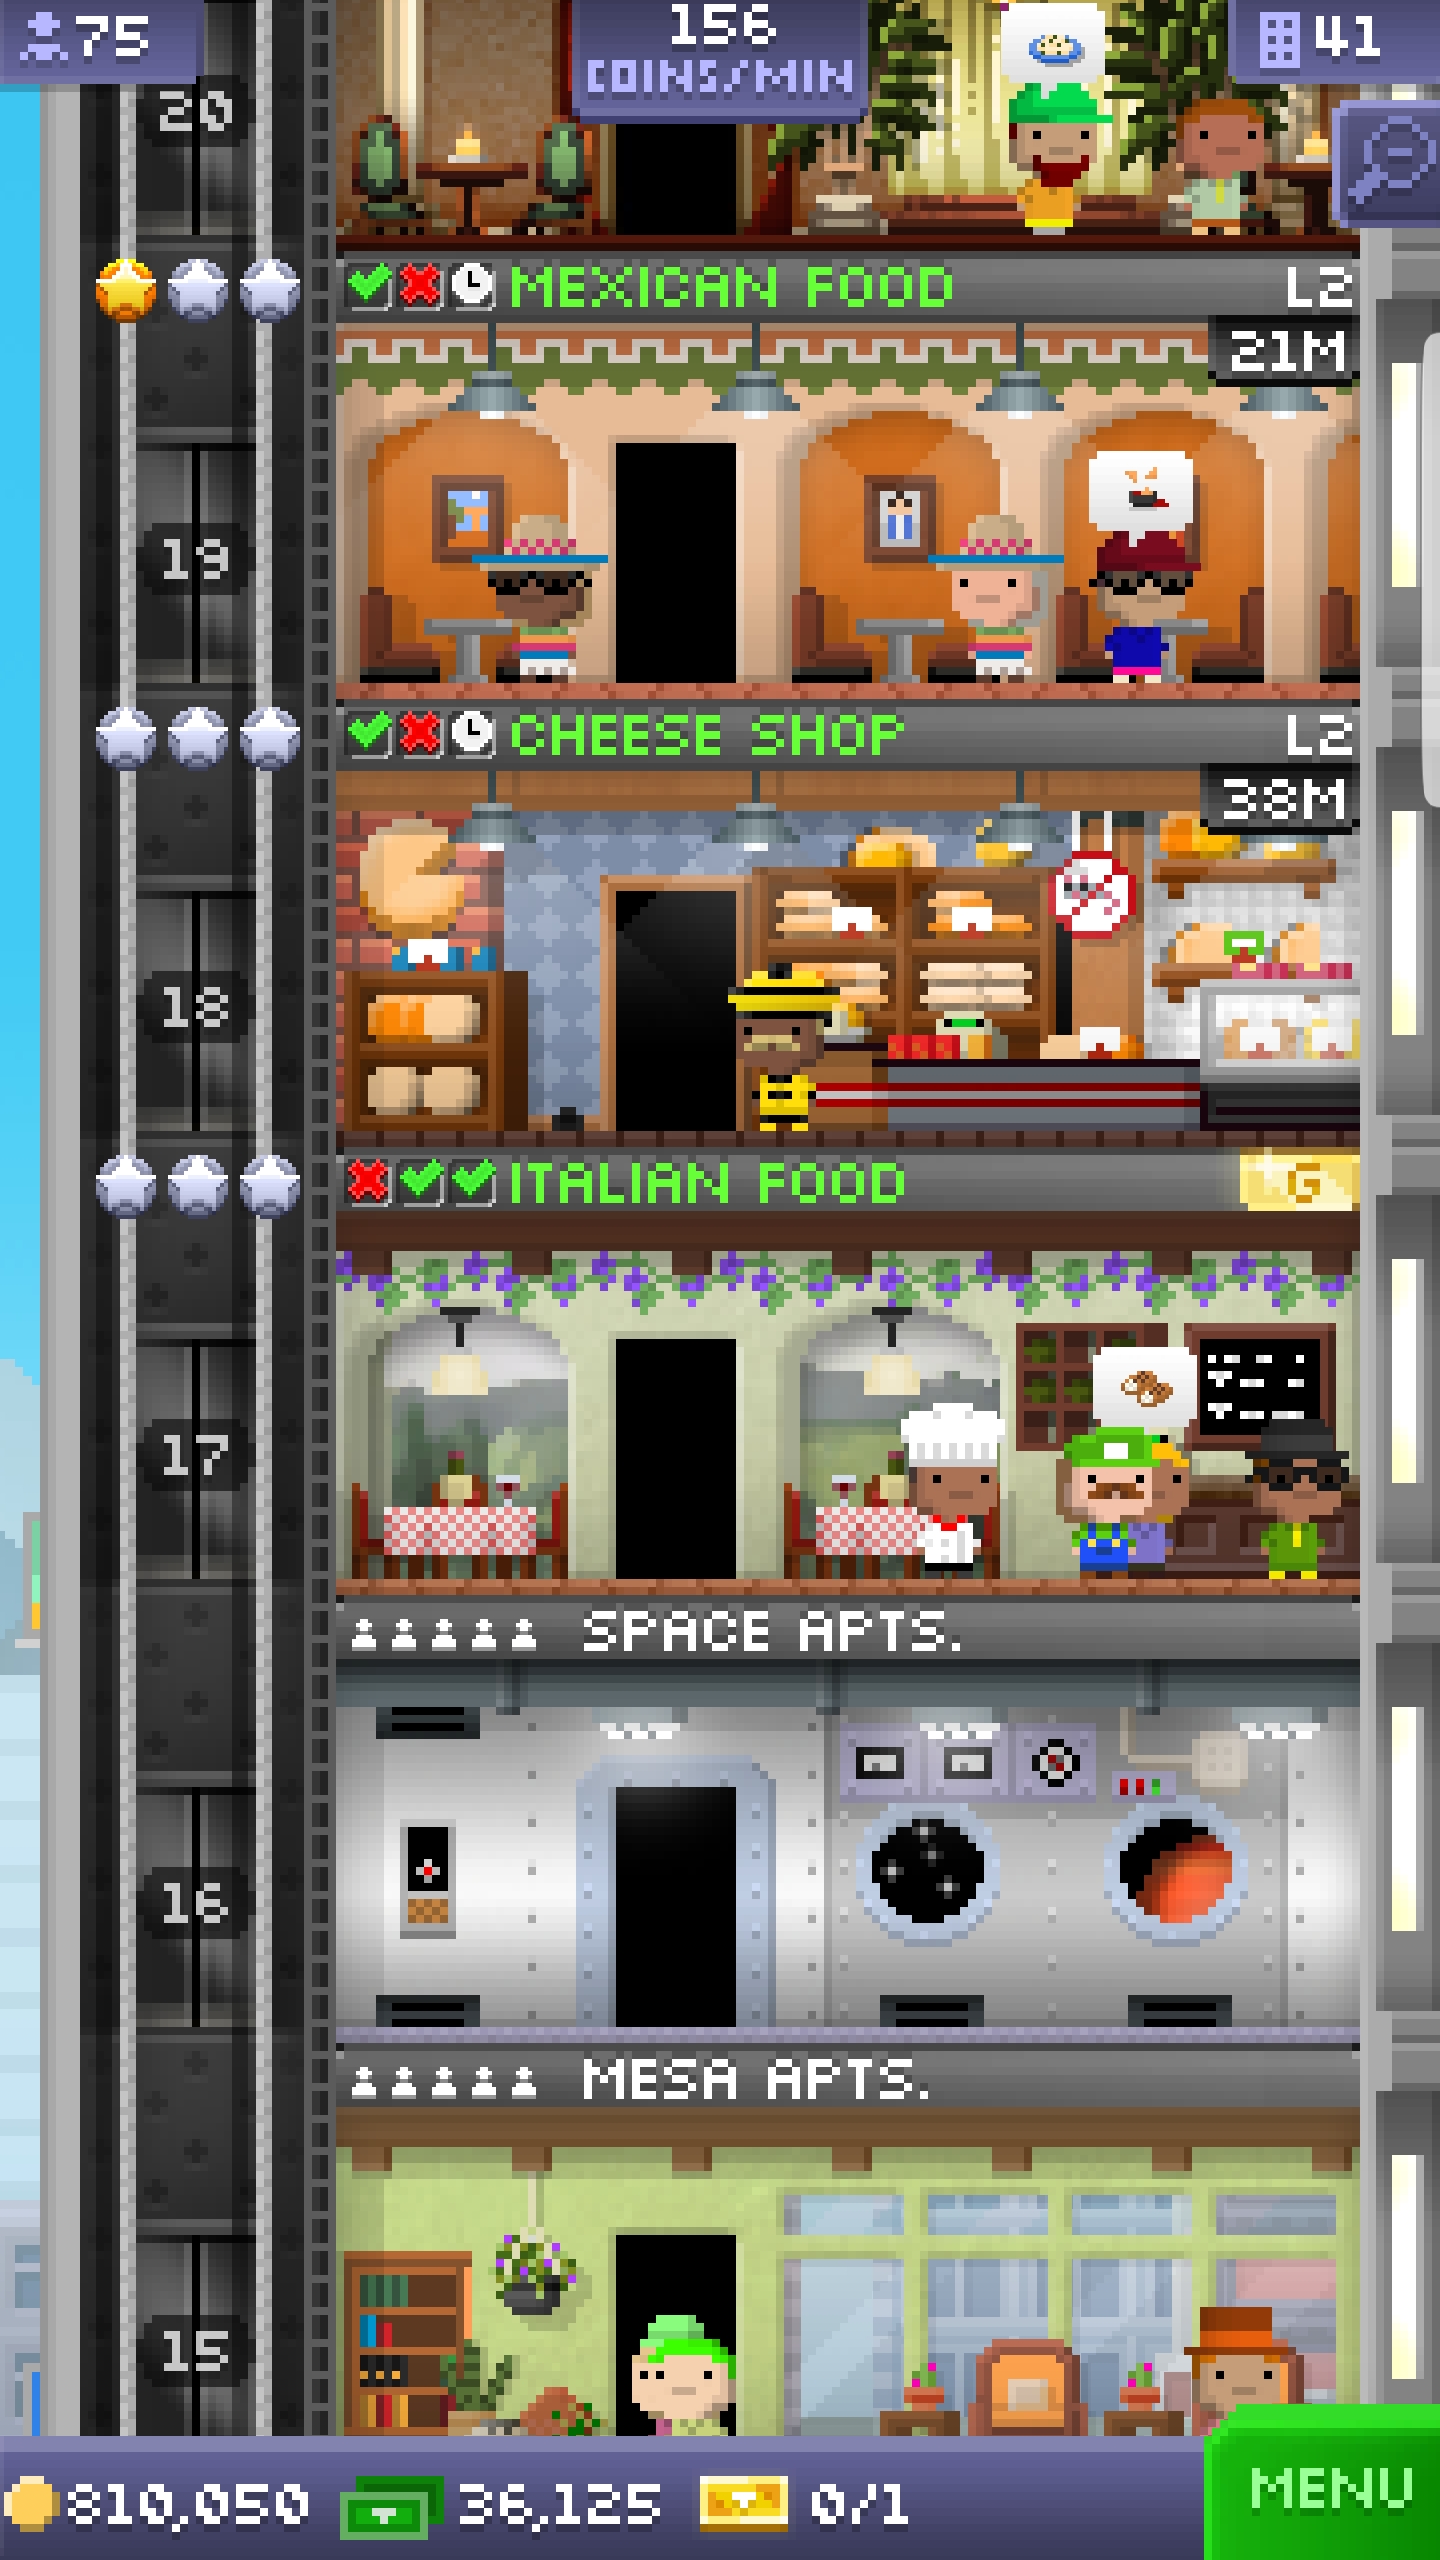 75
156
COINS/MIN
41
20
MEXICAN FOOD
L2
21M
19
CHEESE SHOP
L2
38M
18
ITALIAN FOOD
G
17
SPACE APTS.
16
MESA APTS.
15
810,050
36,125
0/1
MENU